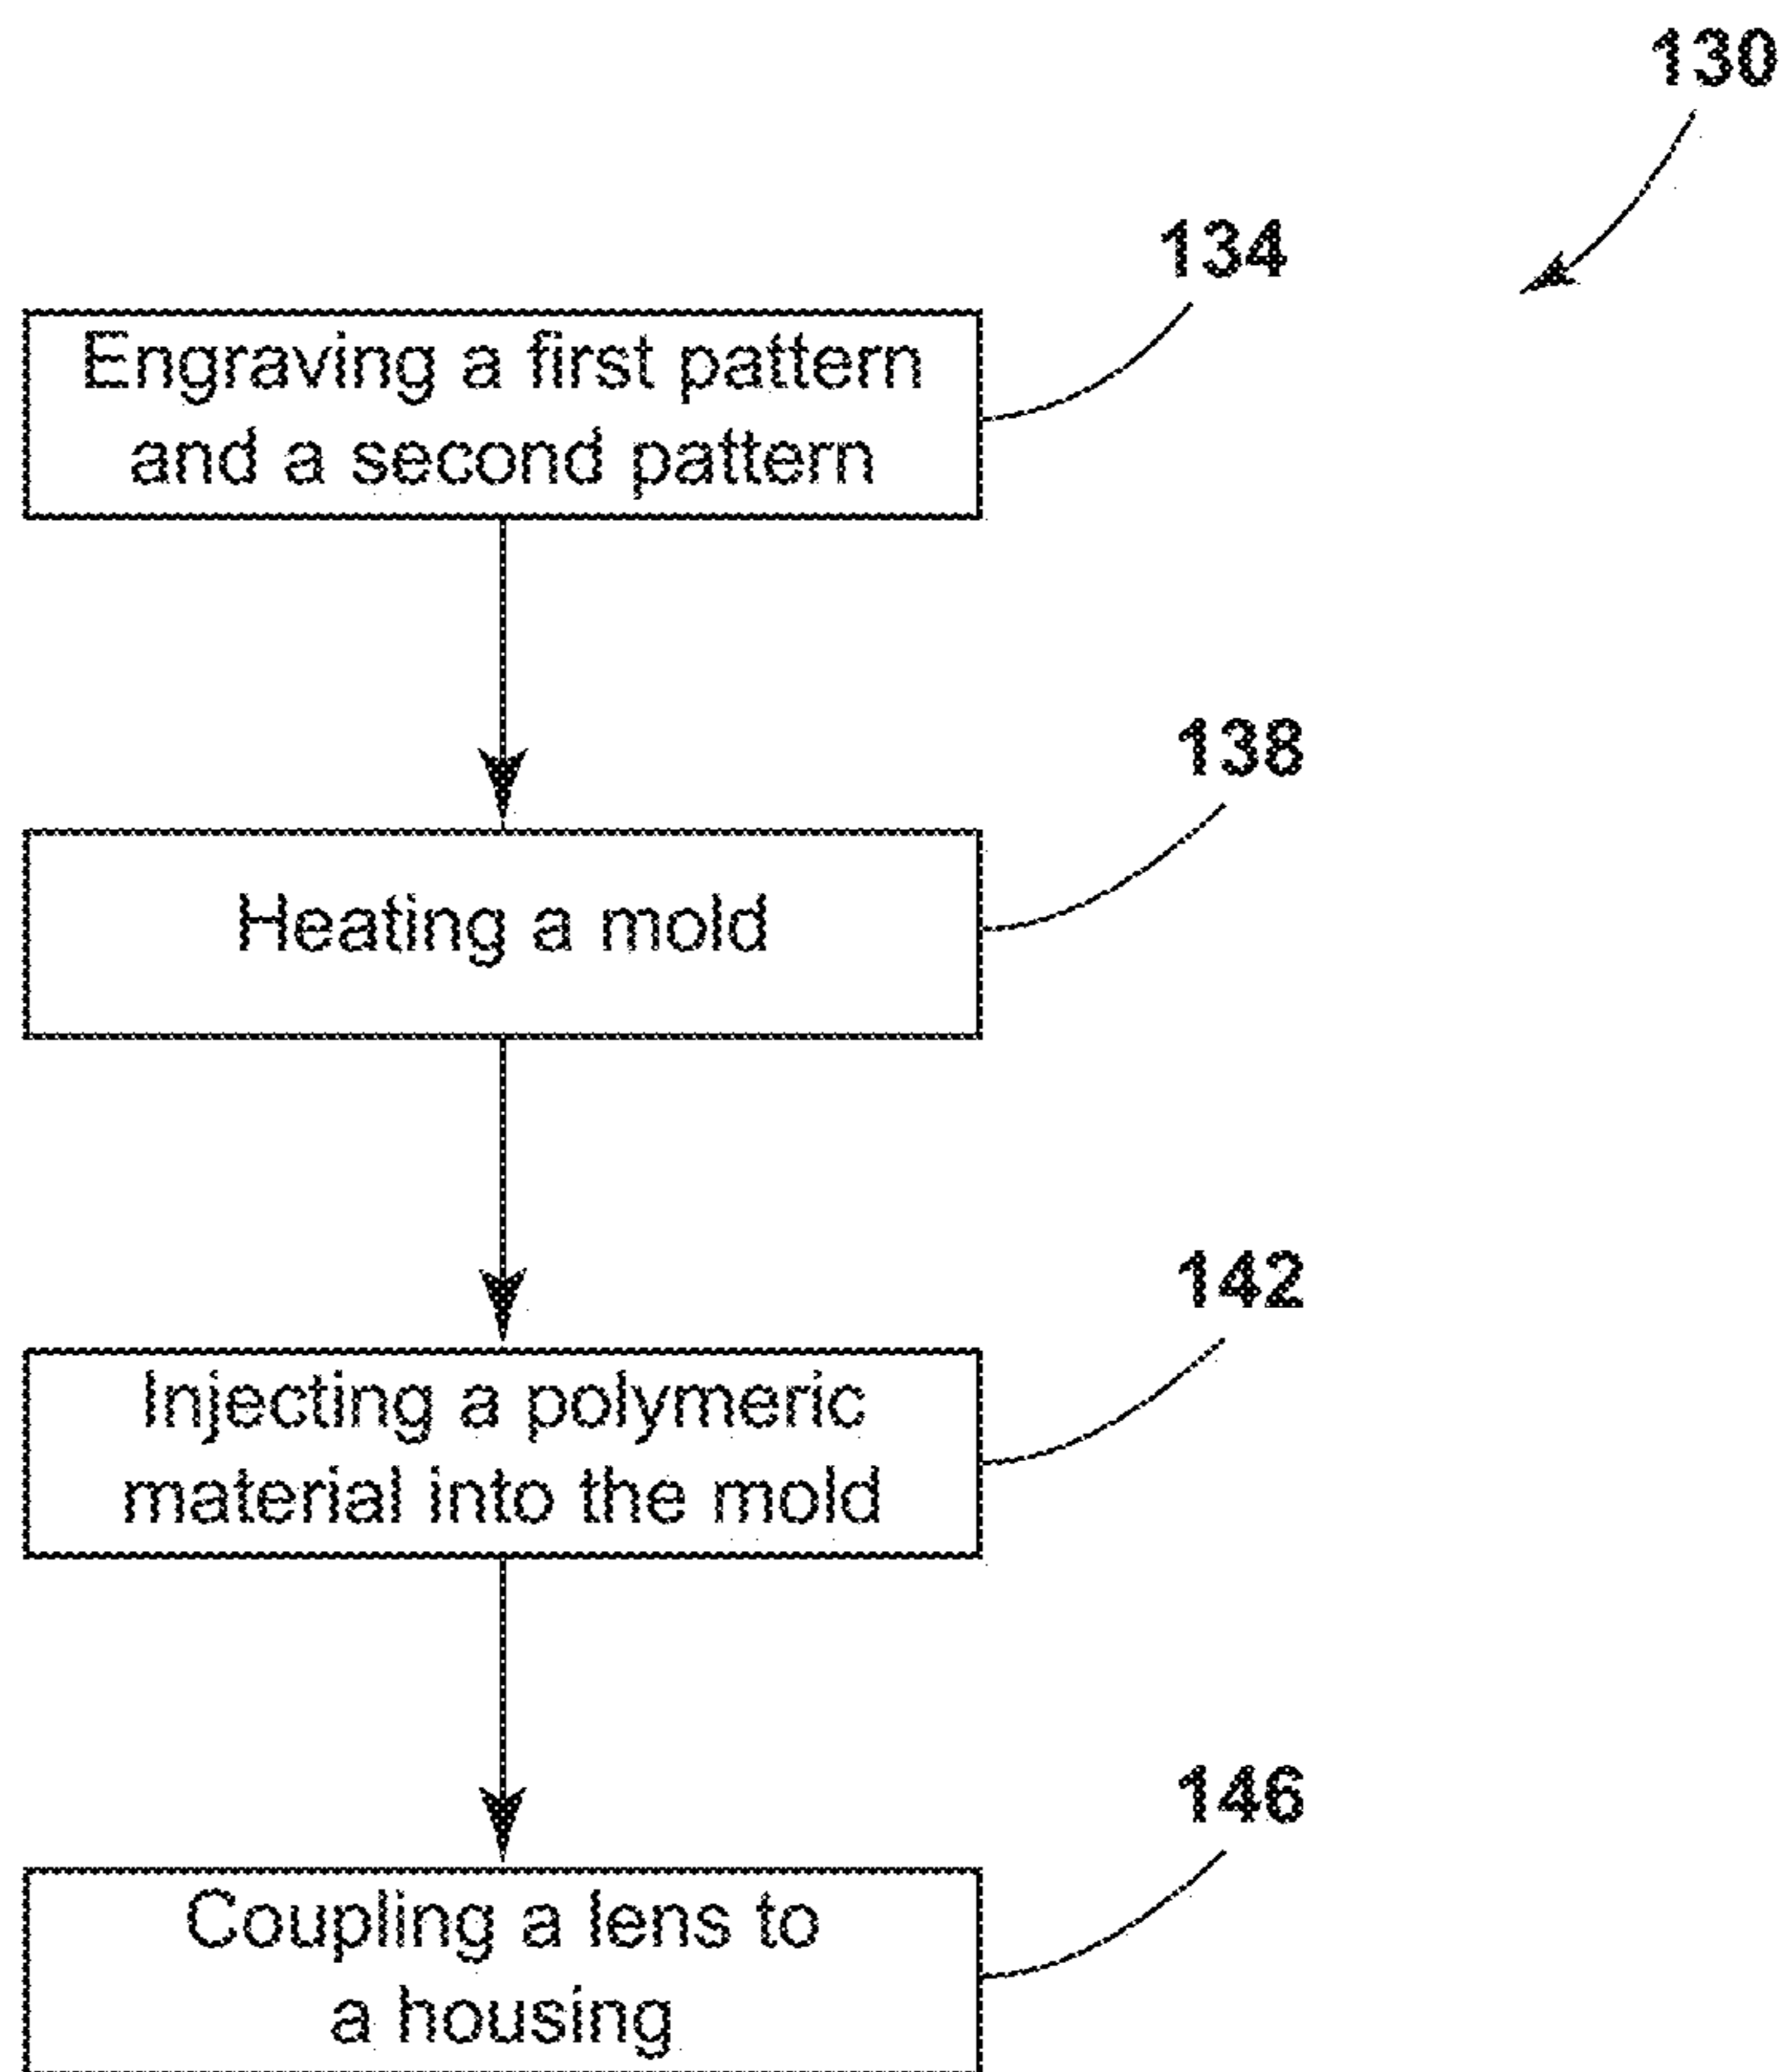 130
134
Engraving a first pattern
and a second pattern
138
Heating a mold
142
Injecting a polymeric
material into the mold
146
Coupling a lens to
a housing